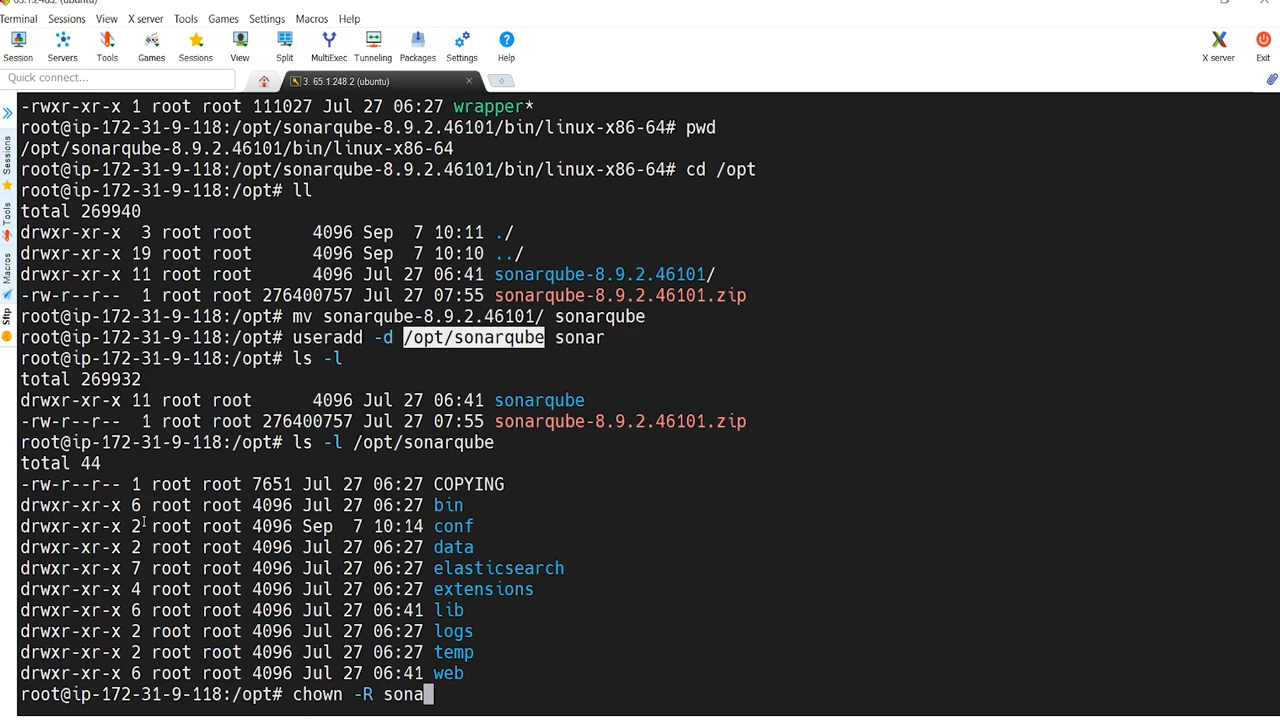 65.1.248.2 (ubuntu)
Terminal Sessions View X server Tools Games Settings Macros Help
Session Servers Tools Games Sessions View Split MultiExec Tunneling Packages Settings Help X server Exit
Quick connect...
3. 65.1.248.2 (ubuntu)
Sessions
Tools
Macros
Sftp
-rwxr-xr-x 1 root root 111027 Jul 27 06:27 wrapper*
root@ip-172-31-9-118:/opt/sonarqube-8.9.2.46101/bin/linux-x86-64# pwd
/opt/sonarqube-8.9.2.46101/bin/linux-x86-64
root@ip-172-31-9-118:/opt/sonarqube-8.9.2.46101/bin/linux-x86-64# cd /opt
root@ip-172-31-9-118:/opt# ll
total 269940
drwxr-xr-x 3 root root 4096 Sep 7 10:11 ./
drwxr-xr-x 19 root root 4096 Sep 7 10:10 ../
drwxr-xr-x 11 root root 4096 Jul 27 06:41 sonarqube-8.9.2.46101/
-rw-r--r-- 1 root root 276400757 Jul 27 07:55 sonarqube-8.9.2.46101.zip
root@ip-172-31-9-118:/opt# mv sonarqube-8.9.2.46101/ sonarqube
root@ip-172-31-9-118:/opt# useradd -d /opt/sonarqube sonar
root@ip-172-31-9-118:/opt# ls -l
total 269932
drwxr-xr-x 11 root root 4096 Jul 27 06:41 sonarqube
-rw-r--r-- 1 root root 276400757 Jul 27 07:55 sonarqube-8.9.2.46101.zip
root@ip-172-31-9-118:/opt# ls -l /opt/sonarqube
total 44
-rw-r--r-- 1 root root 7651 Jul 27 06:27 COPYING
drwxr-xr-x 6 root root 4096 Jul 27 06:27 bin
drwxr-xr-x 2 root root 4096 Sep 7 10:14 conf
drwxr-xr-x 2 root root 4096 Jul 27 06:27 data
drwxr-xr-x 7 root root 4096 Jul 27 06:27 elasticsearch
drwxr-xr-x 4 root root 4096 Jul 27 06:27 extensions
drwxr-xr-x 6 root root 4096 Jul 27 06:41 lib
drwxr-xr-x 2 root root 4096 Jul 27 06:27 logs
drwxr-xr-x 2 root root 4096 Jul 27 06:27 temp
drwxr-xr-x 6 root root 4096 Jul 27 06:41 web
root@ip-172-31-9-118:/opt# chown -R sona